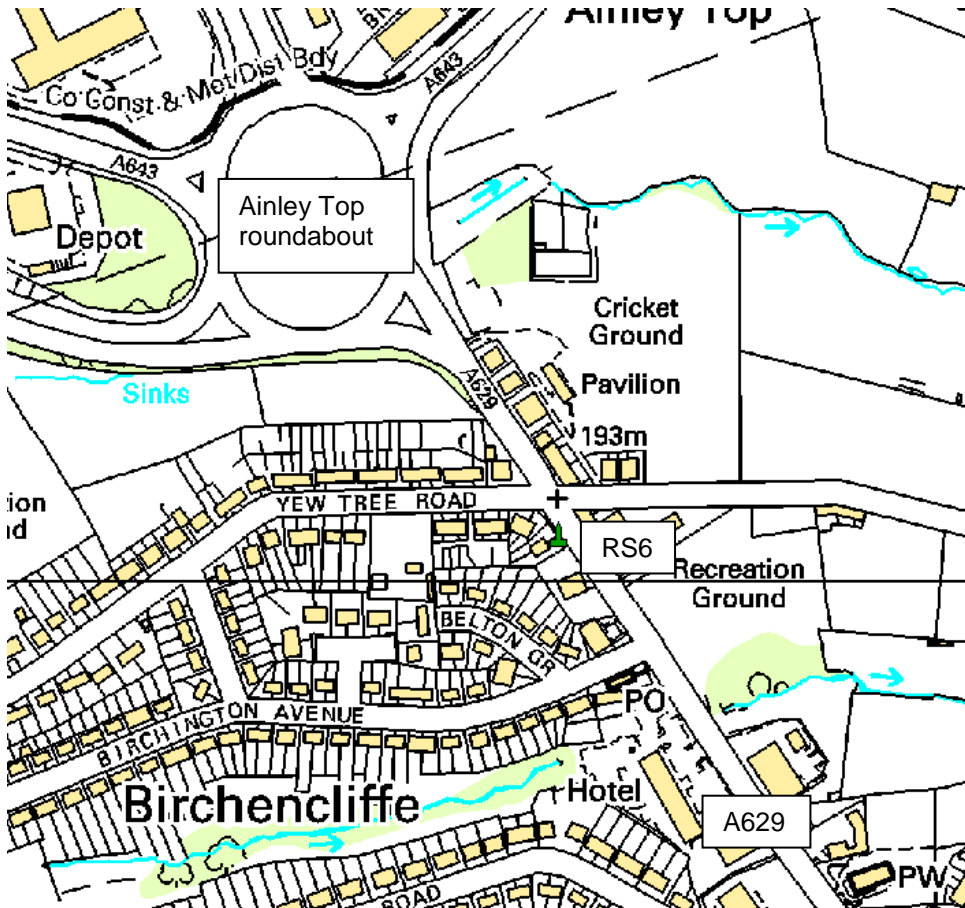 Ainley Top
Co Const & Met Dist Bdy
A643
A643
Ainley Top
roundabout
Depot
Cricket
Ground
Sinks
A629
Pavilion
193m
YEW TREE ROAD
RS6
Recreation
Ground
BELTON GR
PO
BIRCHINGTON AVENUE
Hotel
Birchencliffe
A629
PW
ROAD